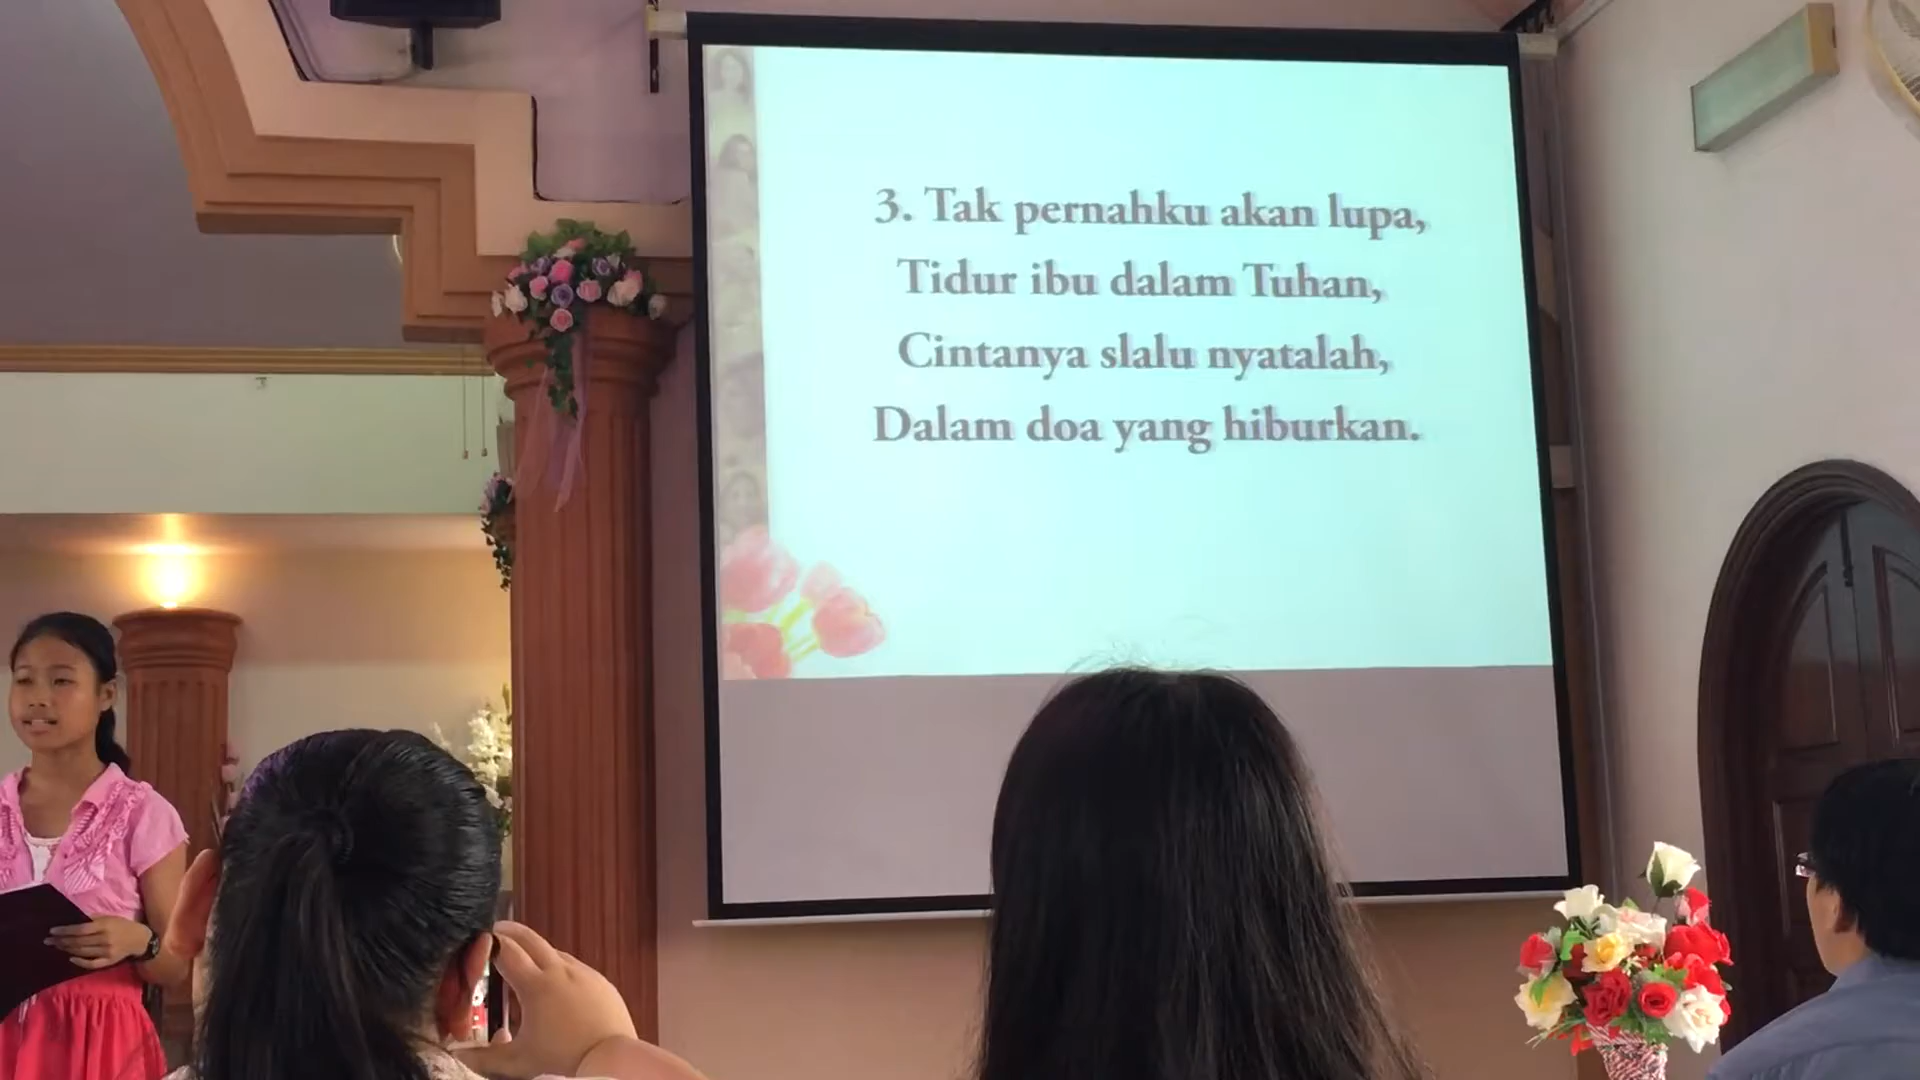 3. Tak pernahku akan lupa,
Tidur ibu dalam Tuhan,
Cintanya slalu nyatalah,
Dalam doa yang hiburkan.